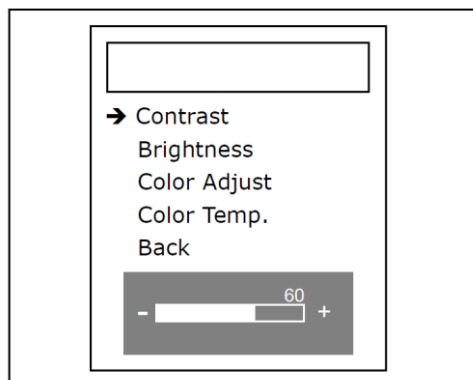 ➔ Contrast
Brightness
Color Adjust
Color Temp.
Back
60
- +